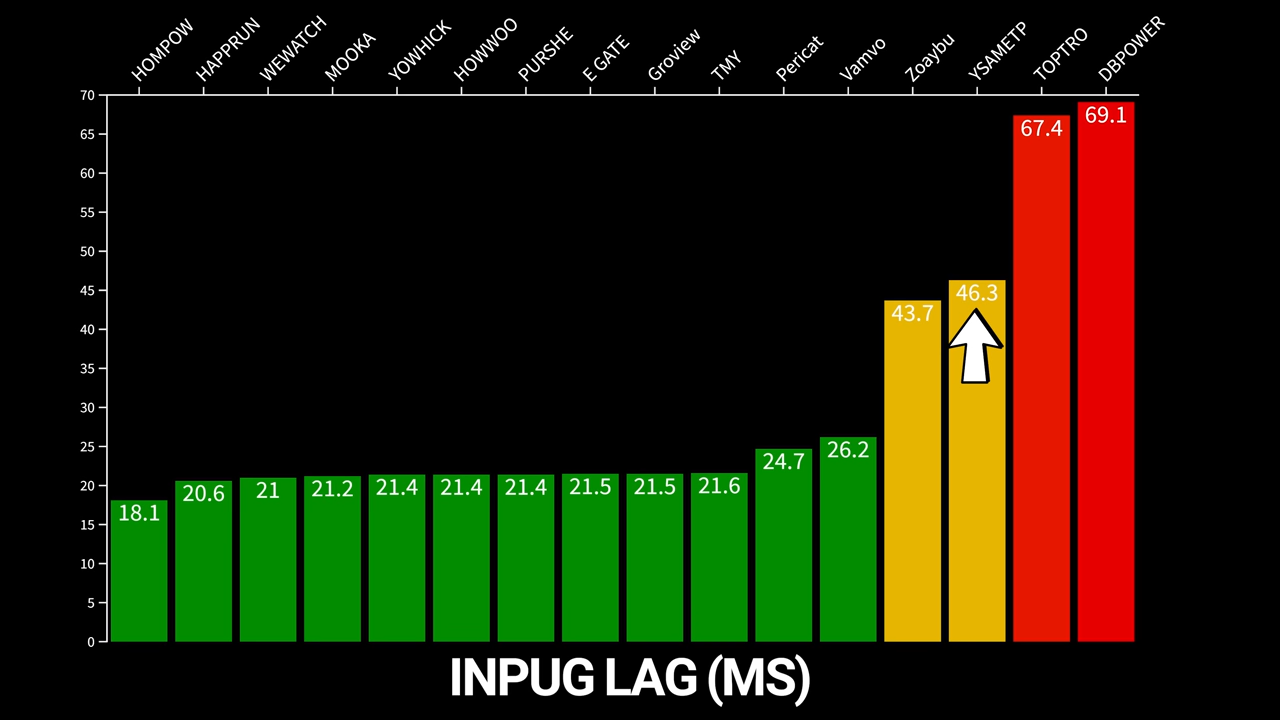 HOMPOW
HAPPRUN
WEWATCH
MOOKA
YOWHICK
HOWWOO
PURSHE
E GATE
Groview
TMY
Pericat
Vamvo
Zoaybu
YSAMETP
TOPTRO
DBPOWER
70
65
60
55
50
45
40
35
30
25
20
15
10
5
0
18.1
20.6
21
21.2
21.4
21.4
21.4
21.5
21.5
21.6
24.7
26.2
43.7
46.3
67.4
69.1
INPUG LAG (MS)